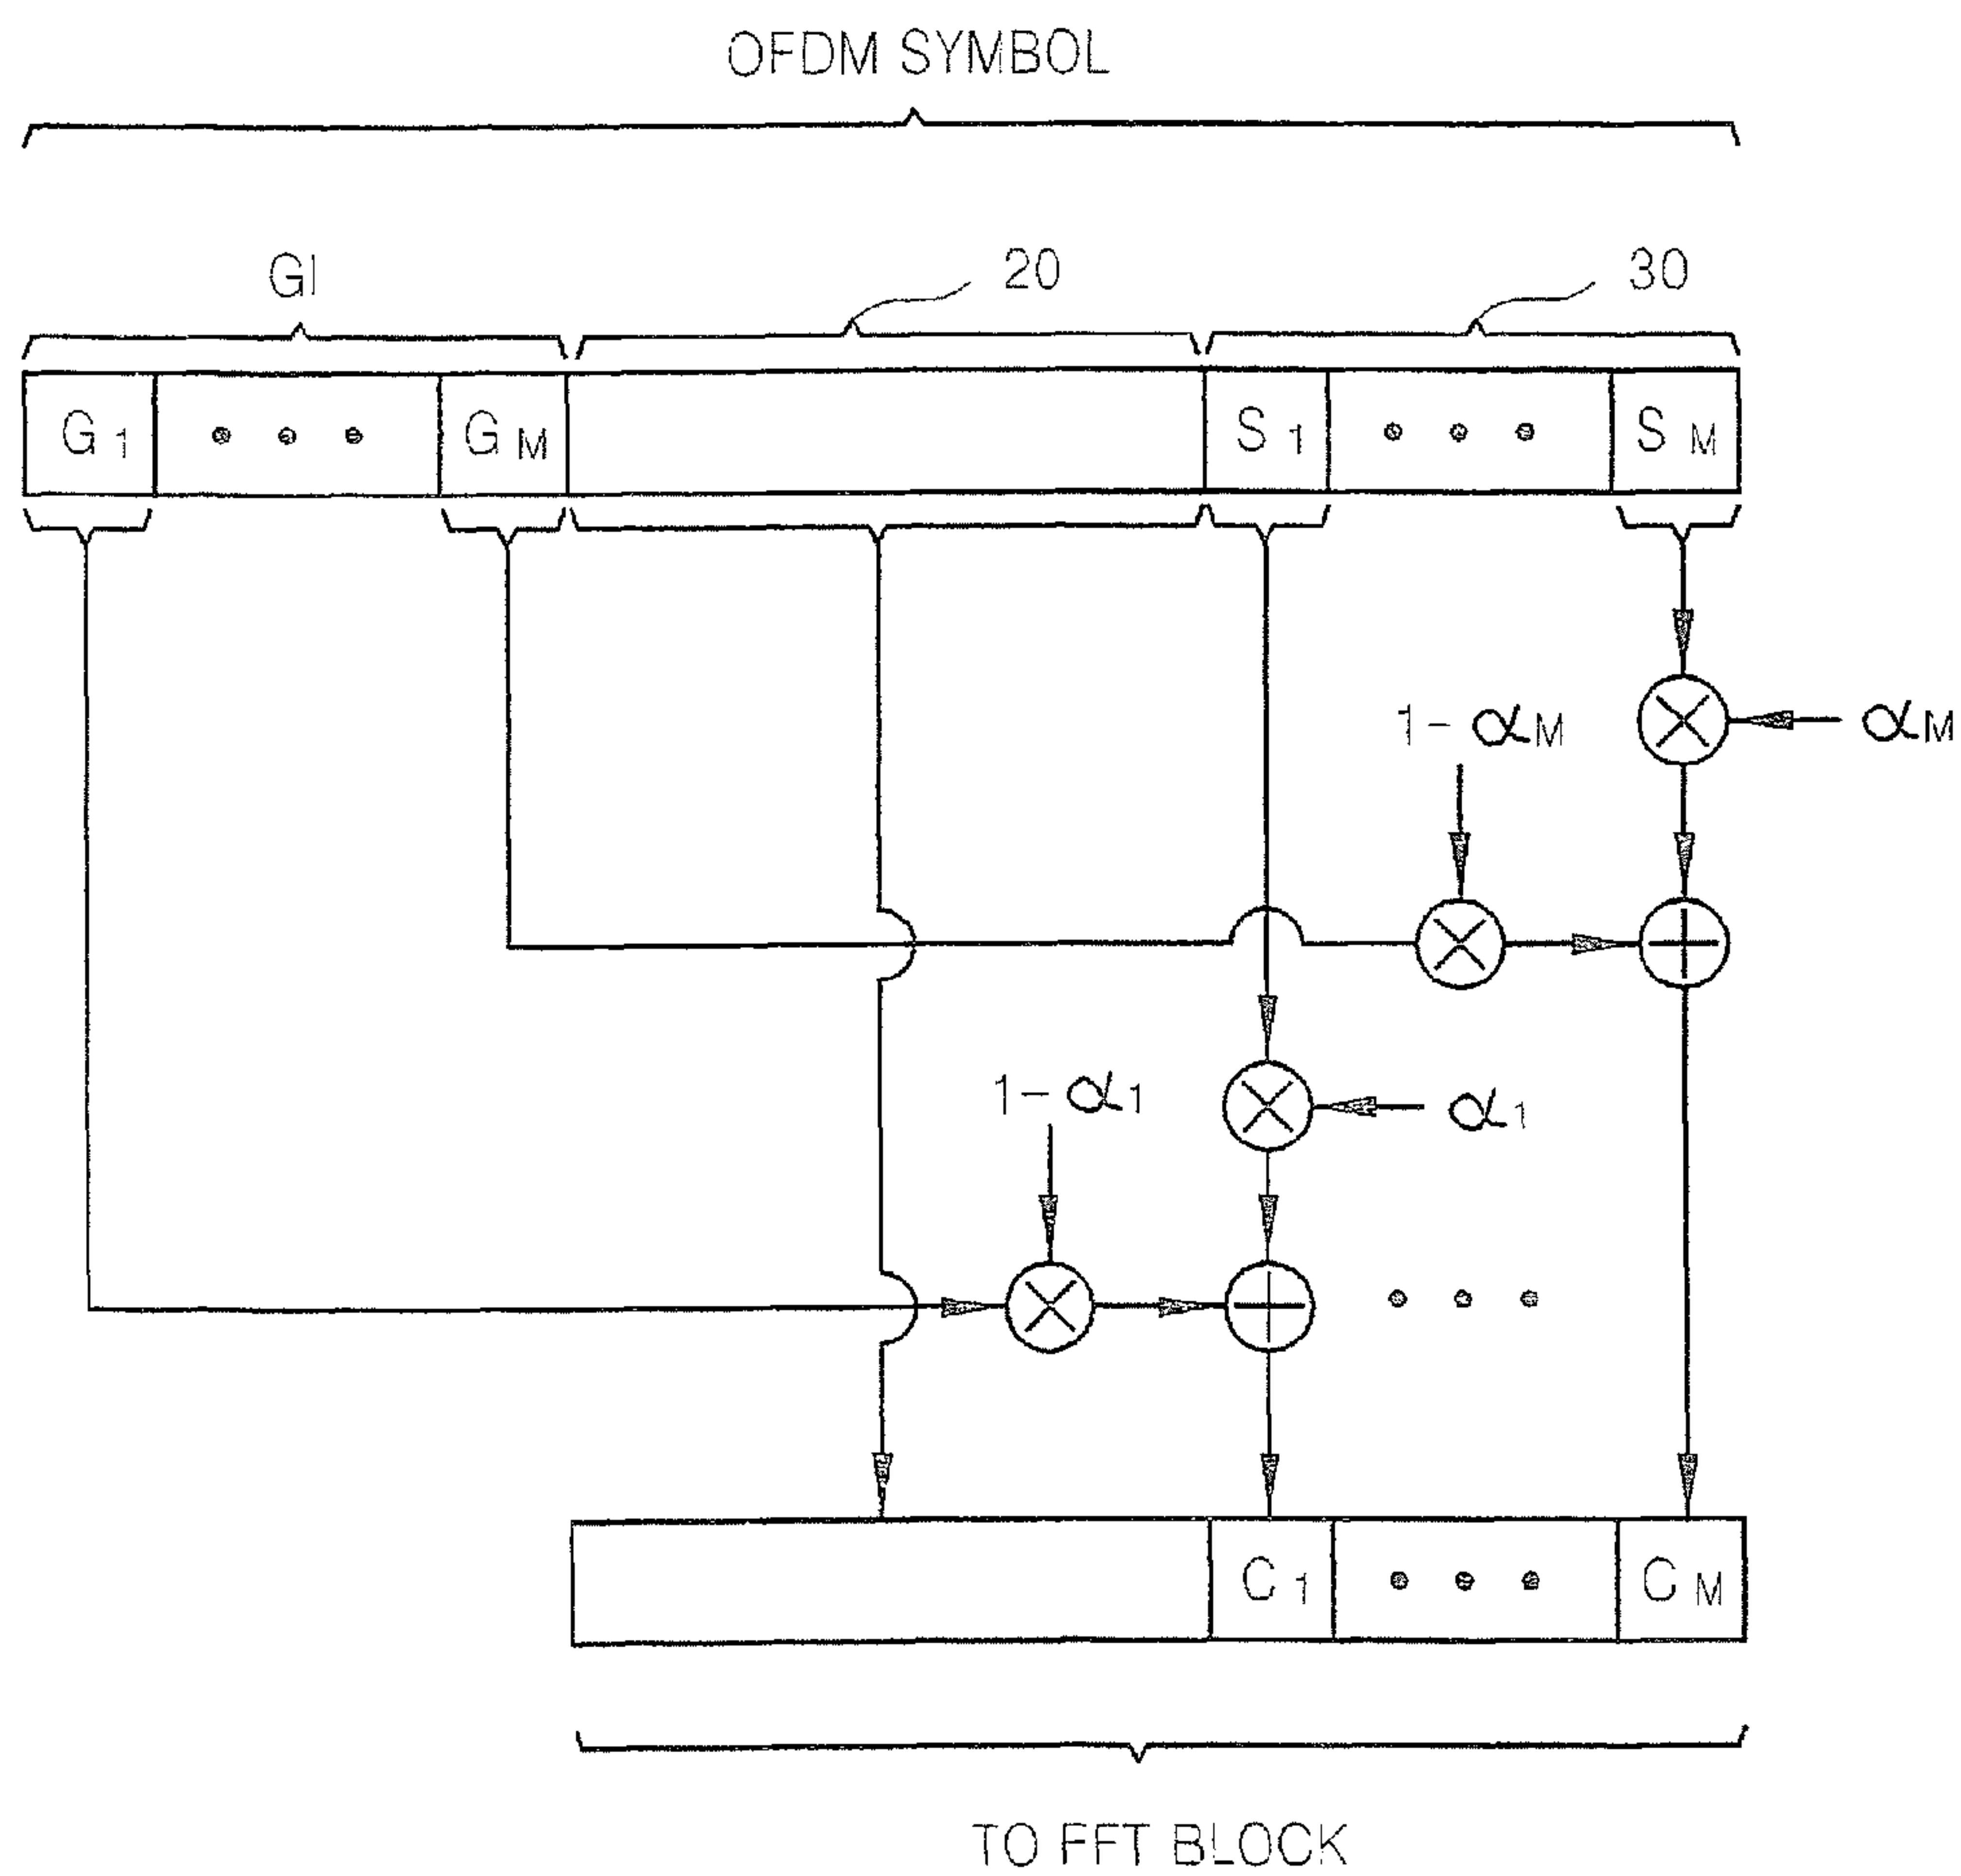 OFDM SYMBOL
GI 20 30
G1 GM S1 SM
1- αM αM
1- α1 α1
C1 CM
TO FFT BLOCK